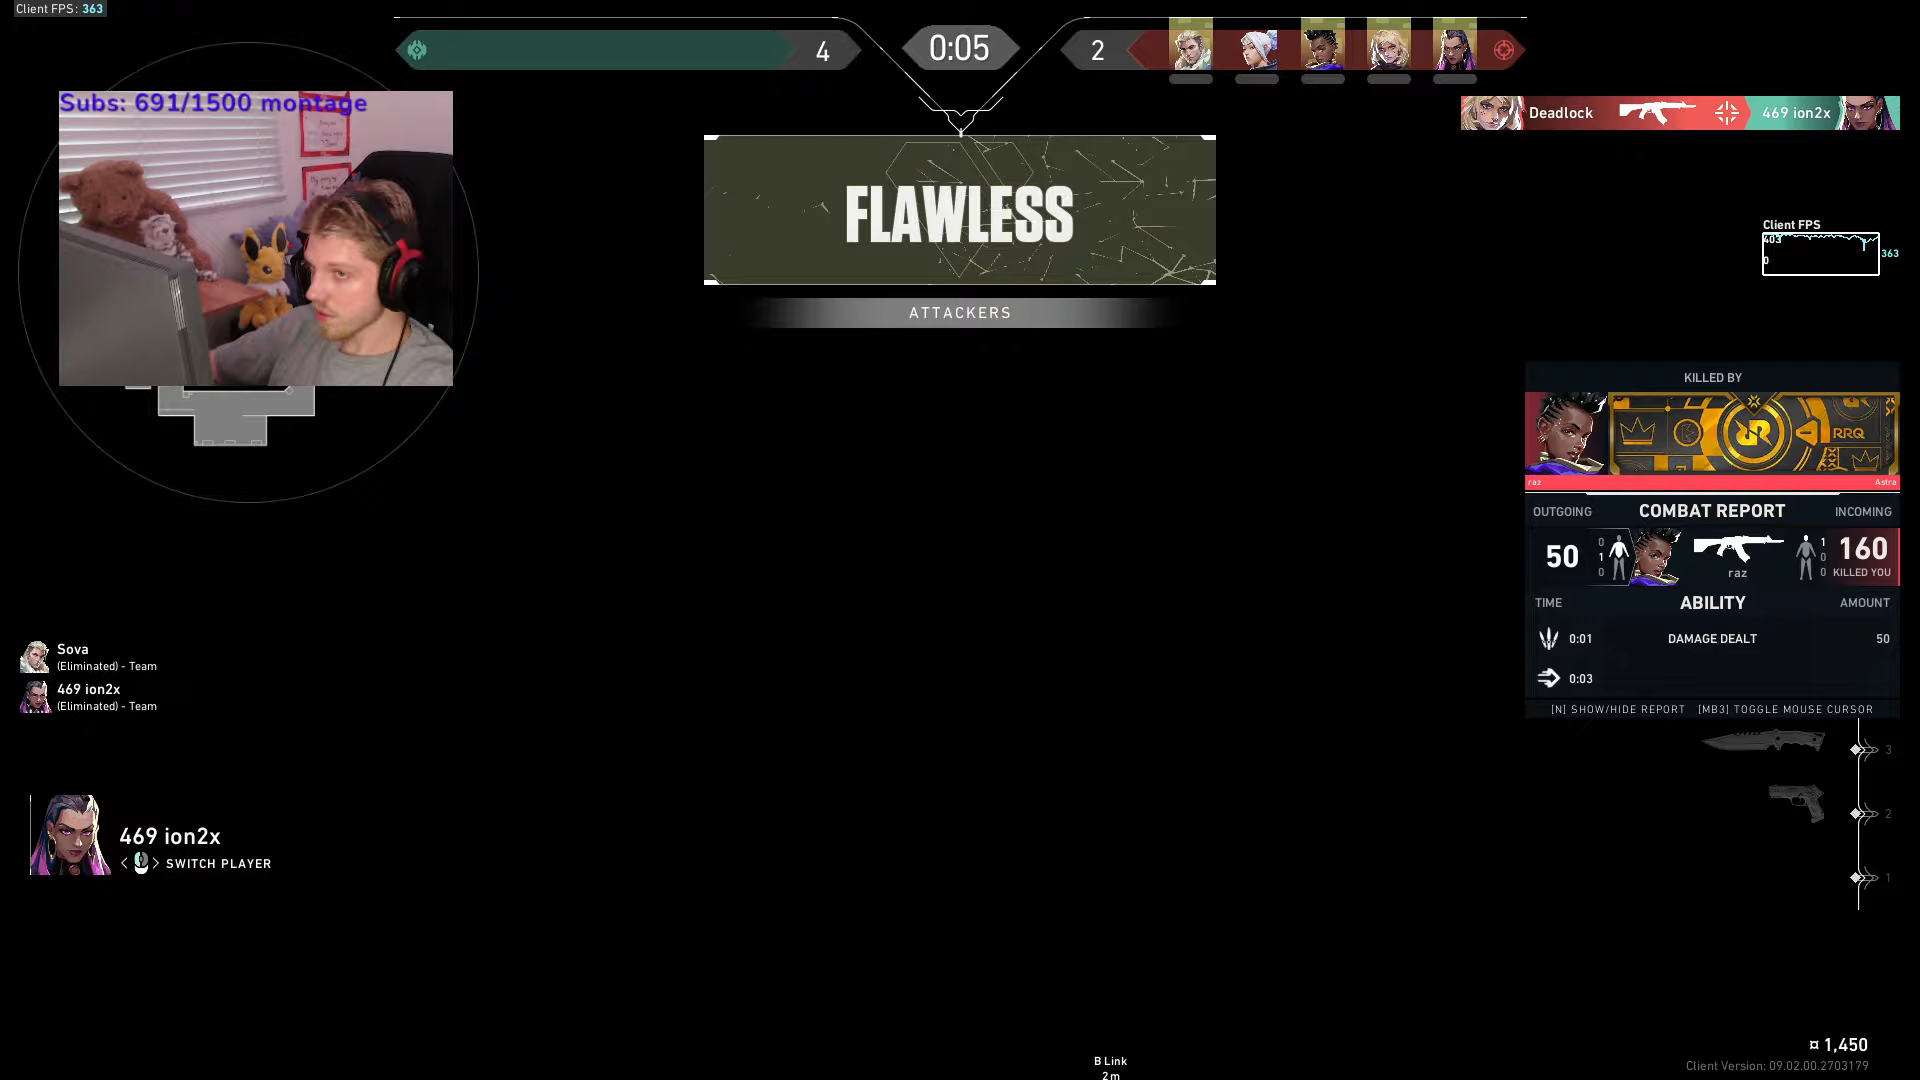 Client FPS: 363
4
0:05
2
Subs: 691/1500 montage
Deadlock
469 ion2x
FLAWLESS
ATTACKERS
Client FPS
403
363
0
KILLED BY
RRQ
raz
Astra
OUTGOING
COMBAT REPORT
INCOMING
50
0
1
0
raz
1
0
0
160
KILLED YOU
TIME
ABILITY
AMOUNT
0:01
DAMAGE DEALT
50
0:03
[N] SHOW/HIDE REPORT [MB3] TOGGLE MOUSE CURSOR
Sova
(Eliminated) - Team
469 ion2x
(Eliminated) - Team
3
2
1
469 ion2x
< > SWITCH PLAYER
B Link
2m
¤ 1,450
Client Version: 09.02.00.2703179